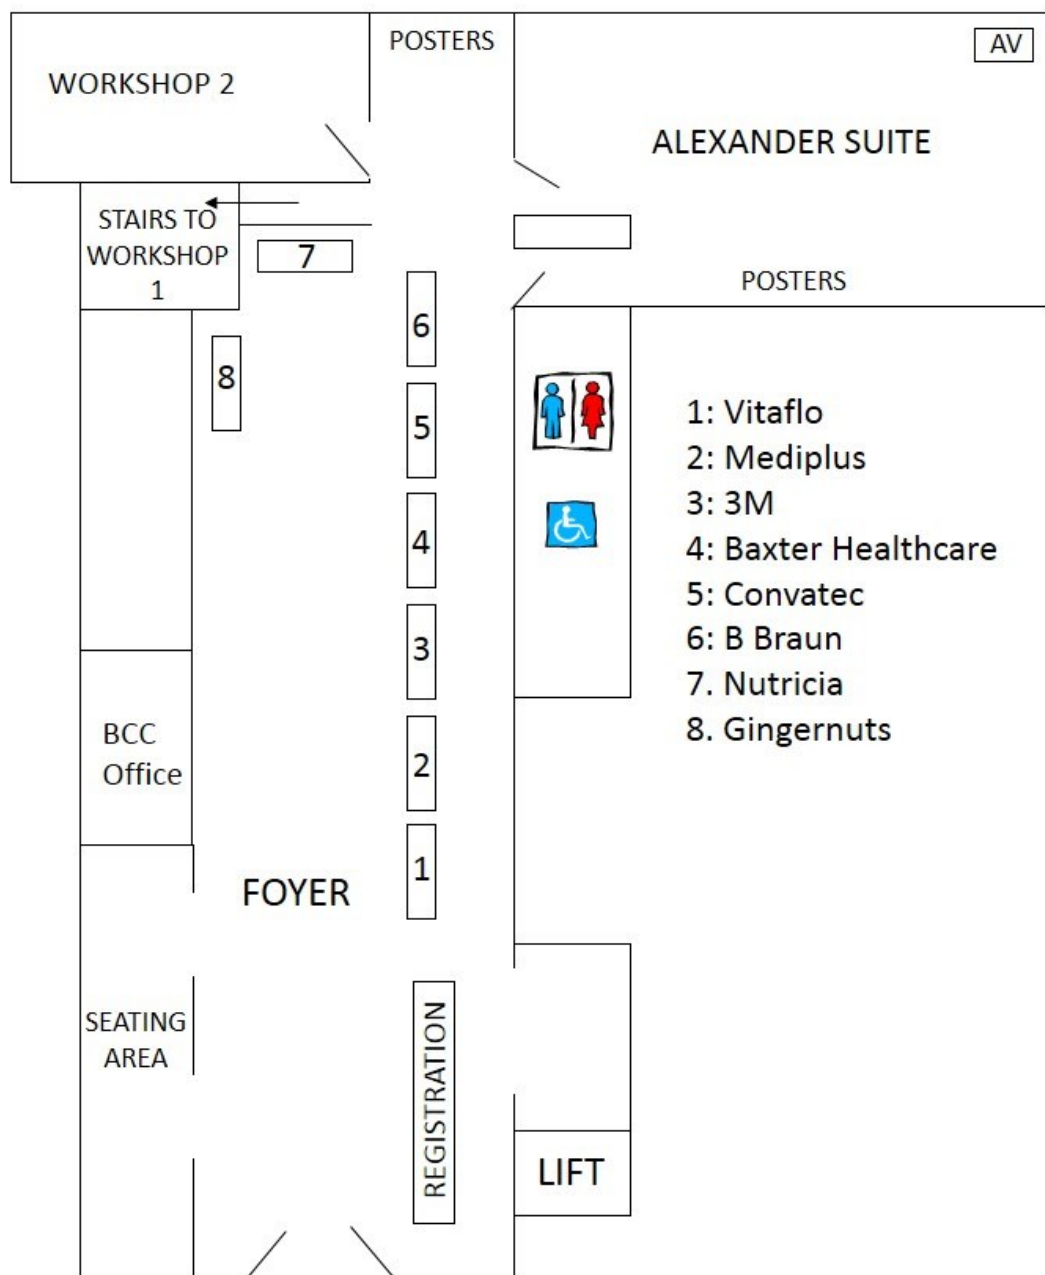 POSTERS
AV
WORKSHOP 2
ALEXANDER SUITE
STAIRS TO
WORKSHOP
1
7
POSTERS
6
8
5
4
3
2
1
1: Vitaflo
2: Mediplus
3: 3M
4: Baxter Healthcare
5: Convatec
6: B Braun
7. Nutricia
8. Gingernuts
BCC
Office
FOYER
SEATING
AREA
REGISTRATION
LIFT